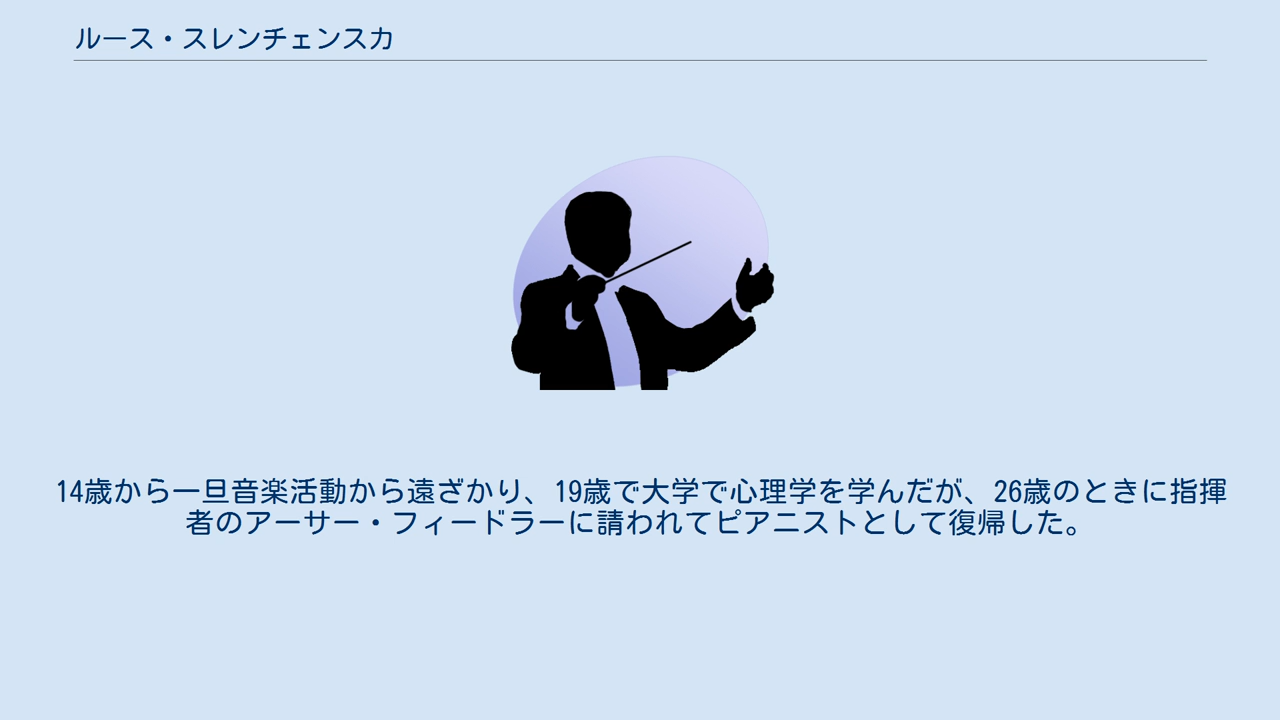 ルース・スレンチェンスカ
14歳から一旦音楽活動から遠ざかり、19歳で大学で心理学を学んだが、26歳のときに指揮
者のアーサー・フィードラーに請われてピアニストとして復帰した。